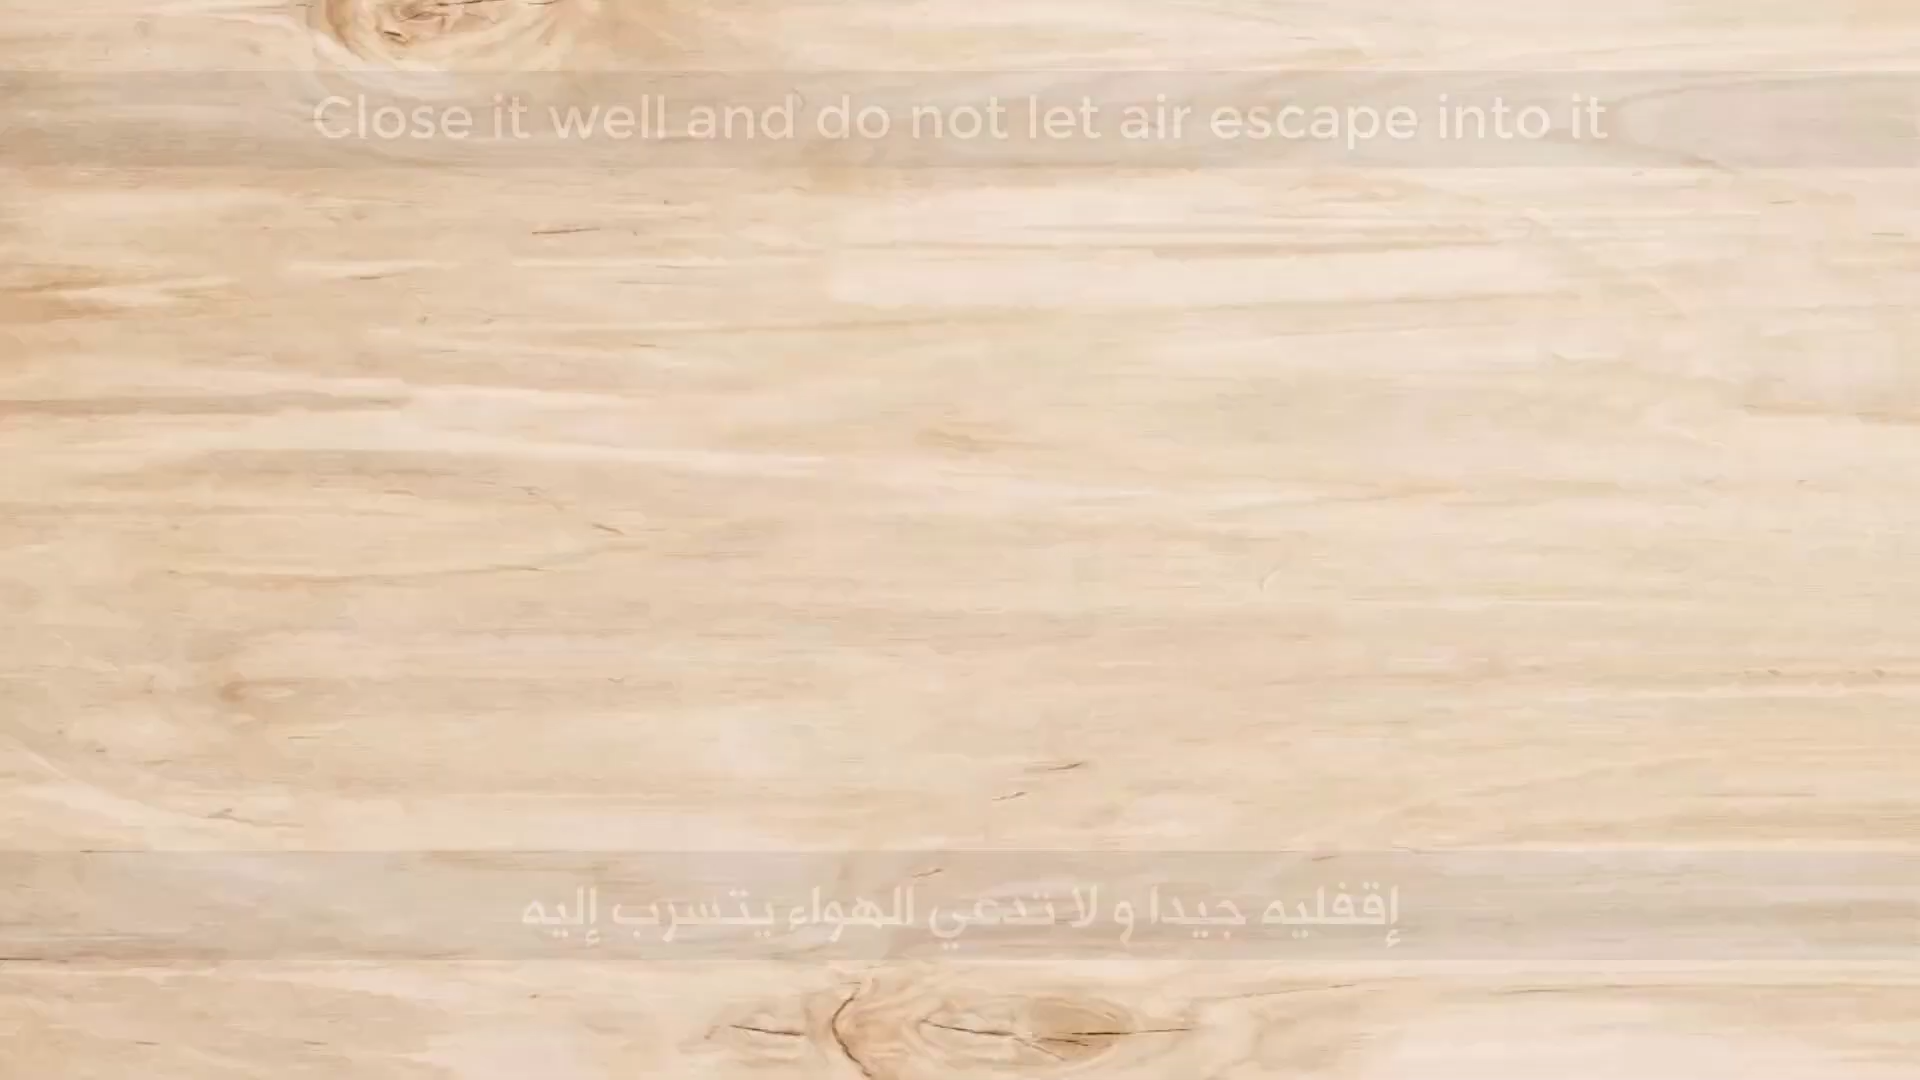 Close it well and do not let air escape into it
إقفليه جيدا و لا تدعي الهواء يتسرب إليه